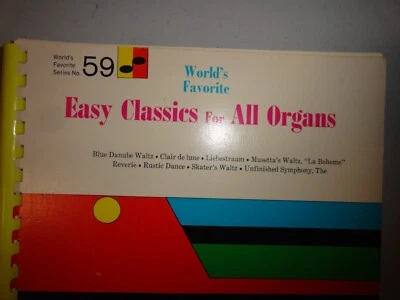 World's
Favorite
Series No. 59
World's
Favorite
Easy Classics For All Organs
Blue Danube Waltz • Clair de lune • Liebestraum • Musetta's Waltz, "La Boheme"
Reverie • Rustic Dance • Skater's Waltz • Unfinished Symphony, The